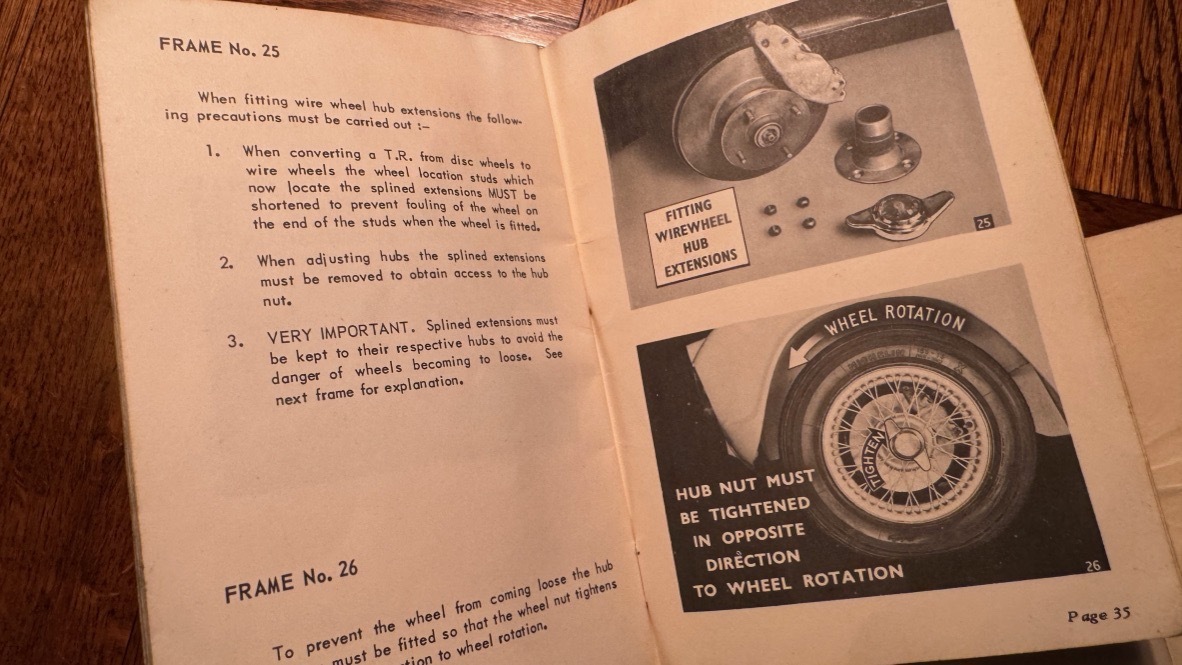 FRAME No. 25
When fitting wire wheel hub extensions the follow-
ing precautions must be carried out :-
1. When converting a T.R. from disc wheels to
wire wheels the wheel location studs which
now locate the splined extensions MUST be
shortened to prevent fouling of the wheel on
the end of the studs when the wheel is fitted.
2. When adjusting hubs the splined extensions
must be removed to obtain access to the hub
nut.
3. VERY IMPORTANT. Splined extensions must
be kept to their respective hubs to avoid the
danger of wheels becoming to loose. See
next frame for explanation.
FRAME No. 26
To prevent the wheel from coming loose the hub
must be fitted so that the wheel nut tightens
to wheel rotation.
FITTING
WIREWHEEL
HUB
EXTENSIONS
25
WHEEL ROTATION
TIGHTEN
HUB NUT MUST
BE TIGHTENED
IN OPPOSITE
DIRECTION
TO WHEEL ROTATION
26
Page 35